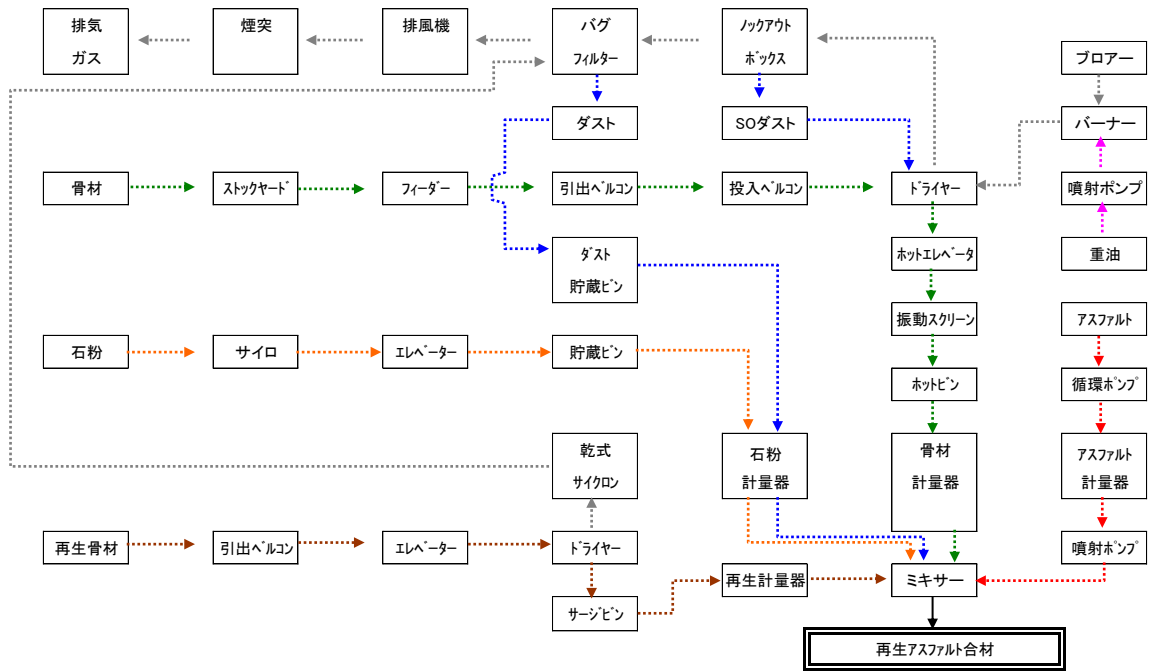 排気
ガス
煙突
排風機
バグ
フィルター
ノックアウト
ボックス
ブロアー
ダスト
SOダスト
バーナー
骨材
ストックヤード
フィーダー
引出ベルコン
投入ベルコン
ドライヤー
噴射ポンプ
ダスト
貯蔵ビン
ホットエレベータ
重油
振動スクリーン
アスファルト
石粉
サイロ
エレベーター
貯蔵ビン
ホットビン
循環ポンプ
乾式
サイクロン
石粉
計量器
骨材
計量器
アスファルト
計量器
再生骨材
引出ベルコン
エレベーター
ドライヤー
噴射ポンプ
再生計量器
ミキサー
サージビン
再生アスファルト合材